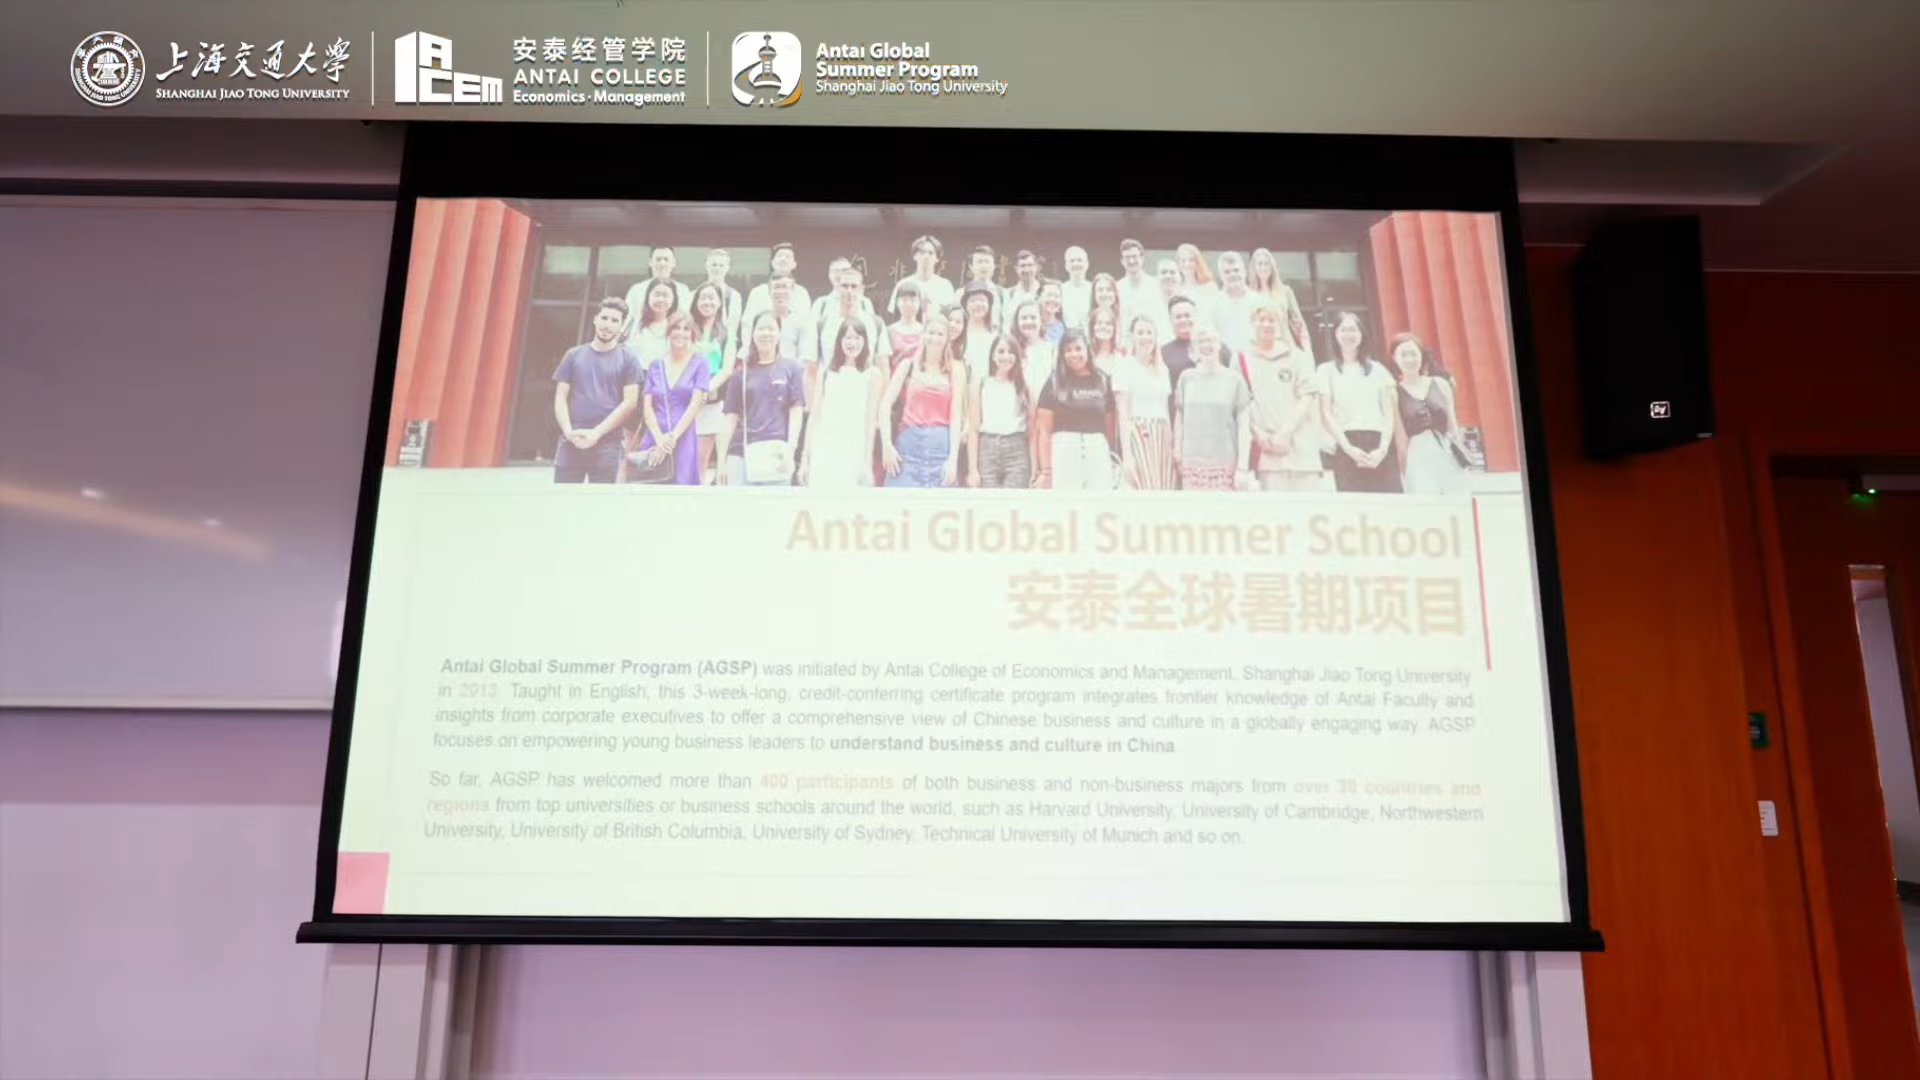 上海交通大学
SHANGHAI JIAO TONG UNIVERSITY
ACEM
安泰经管学院
ANTAI COLLEGE
Economics·Management
Antai Global
Summer Program
Shanghai Jiao Tong University
Antai Global Summer School
安泰全球暑期项目
Antai Global Summer Program (AGSP) was initiated by Antai College of Economics and Management, Shanghai Jiao Tong University
in 2013. Taught in English, this 3-week-long, credit-conferring certificate program integrates frontier knowledge of Antai Faculty and
insights from corporate executives to offer a comprehensive view of Chinese business and culture in a globally engaging way. AGSP
focuses on empowering young business leaders to understand business and culture in China.
So far, AGSP has welcomed more than 400 participants of both business and non-business majors from over 30 countries and
regions from top universities or business schools around the world, such as Harvard University, University of Cambridge, Northwestern
University, University of British Columbia, University of Sydney, Technical University of Munich and so on.
EV